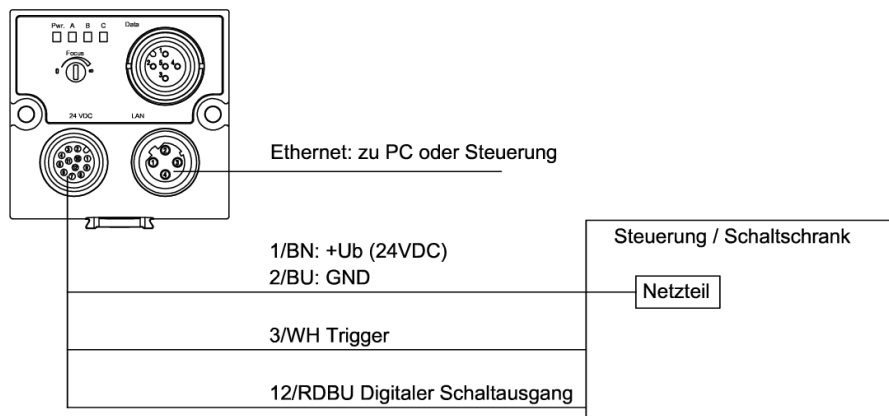 Pwr. A B C Data
Focus
24 VDC LAN
Ethernet: zu PC oder Steuerung
1/BN: +Ub (24VDC)
2/BU: GND
Steuerung / Schaltschrank
Netzteil
3/WH Trigger
12/RDBU Digitaler Schaltausgang